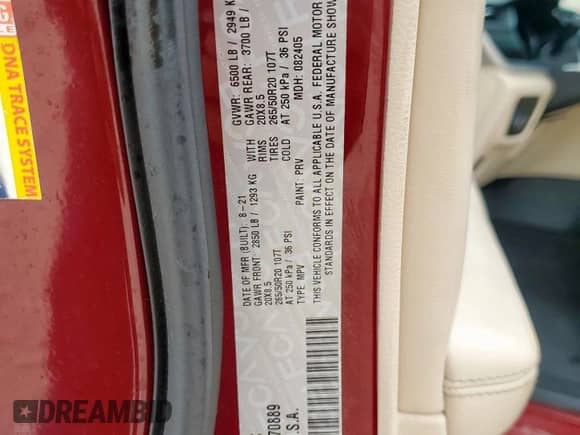 DNA TRACE SYSTEM
DATE OF MFR (BUILT): 8-21 GVWR: 6500 LB / 2949 K
GAWR FRONT: 2850 LB / 1293 KG WITH GAWR REAR: 3700 LB /
20X8.5 RIMS 20X8.5
265/50R20 107T TIRES 265/50R20 107T
AT 250 kPa / 36 PSI COLD AT 250 kPa / 36 PSI
TYPE: MPV PAINT: PRV MDH: 082405
THIS VEHICLE CONFORMS TO ALL APPLICABLE U.S.A. FEDERAL MOTOR
STANDARDS IN EFFECT ON THE DATE OF MANUFACTURE SHOW
70889
.S.A.
DREAMBID